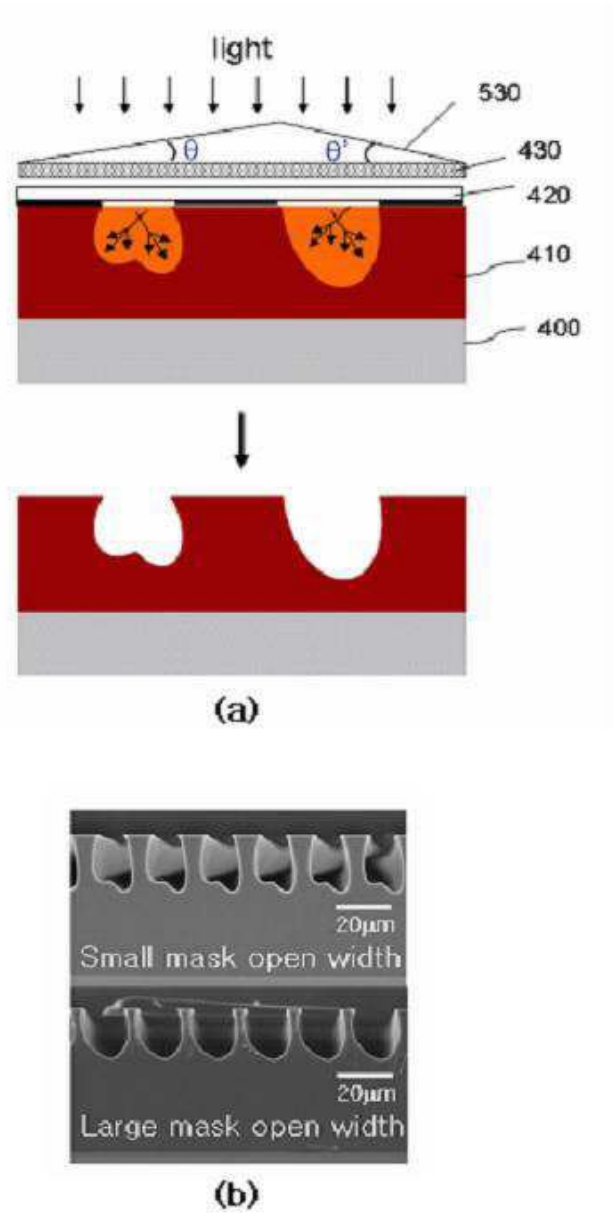 light
530
θ
θ'
430
420
410
400
(a)
20μm
Small mask open width
20μm
Large mask open width
(b)